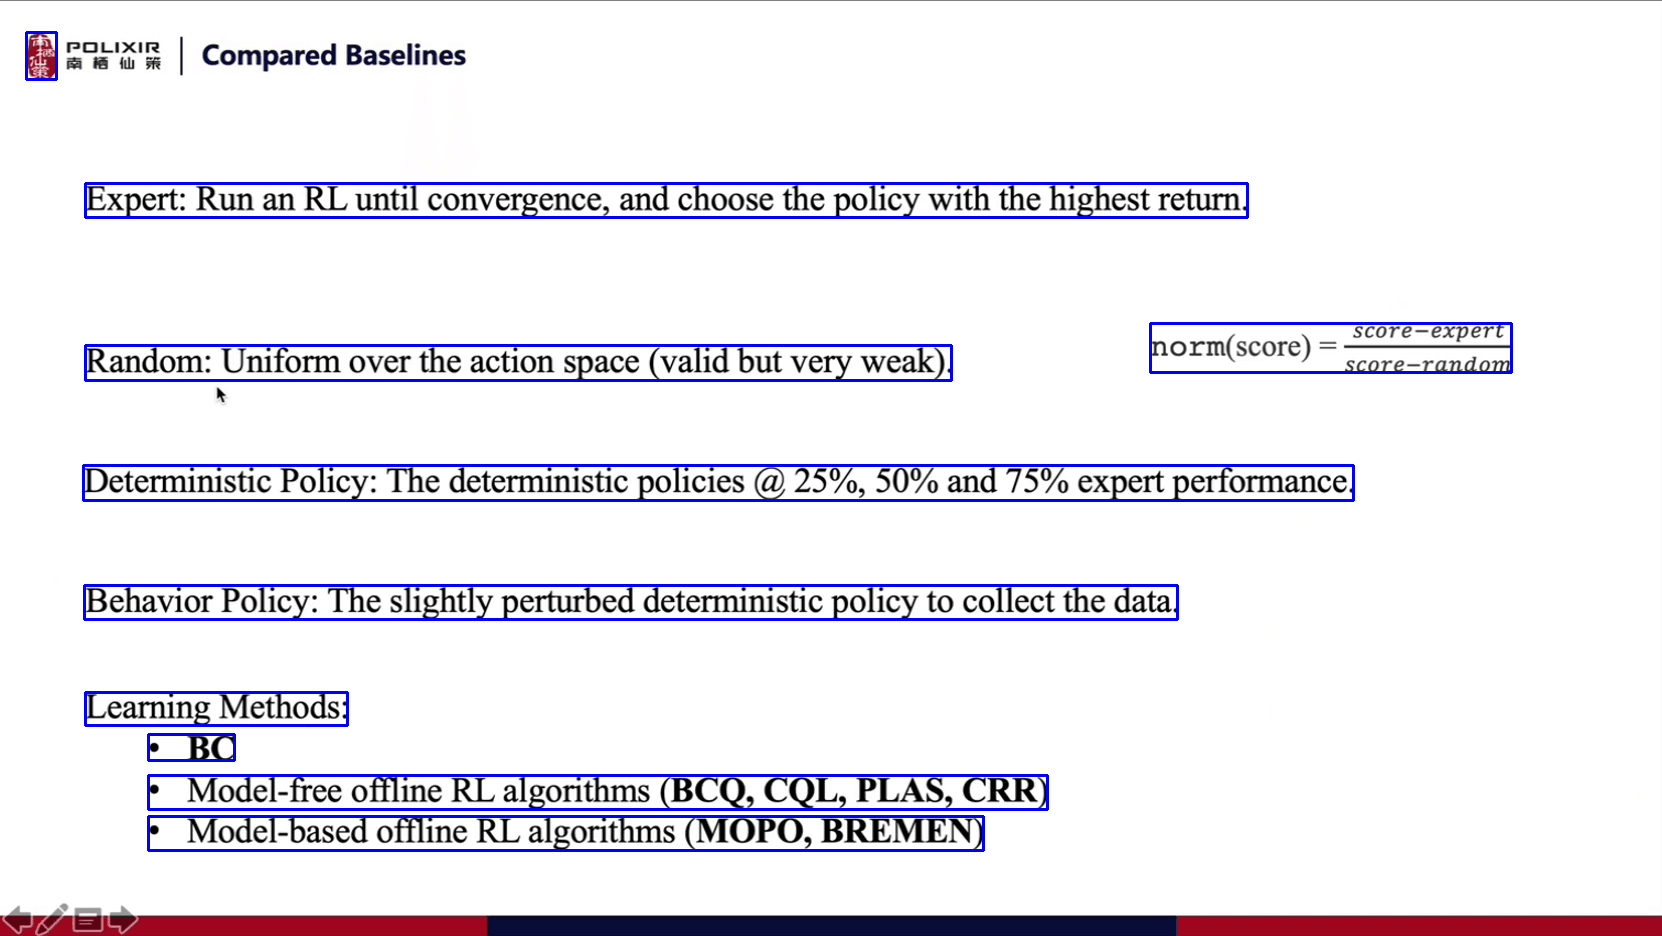 南栖仙策
POLIXIR
南栖仙策
Compared Baselines
Expert: Run an RL until convergence, and choose the policy with the highest return.
Random: Uniform over the action space (valid but very weak).
norm(score) = score−expert / score−random
Deterministic Policy: The deterministic policies @ 25%, 50% and 75% expert performance.
Behavior Policy: The slightly perturbed deterministic policy to collect the data.
Learning Methods:
• BC
• Model-free offline RL algorithms (BCQ, CQL, PLAS, CRR)
• Model-based offline RL algorithms (MOPO, BREMEN)